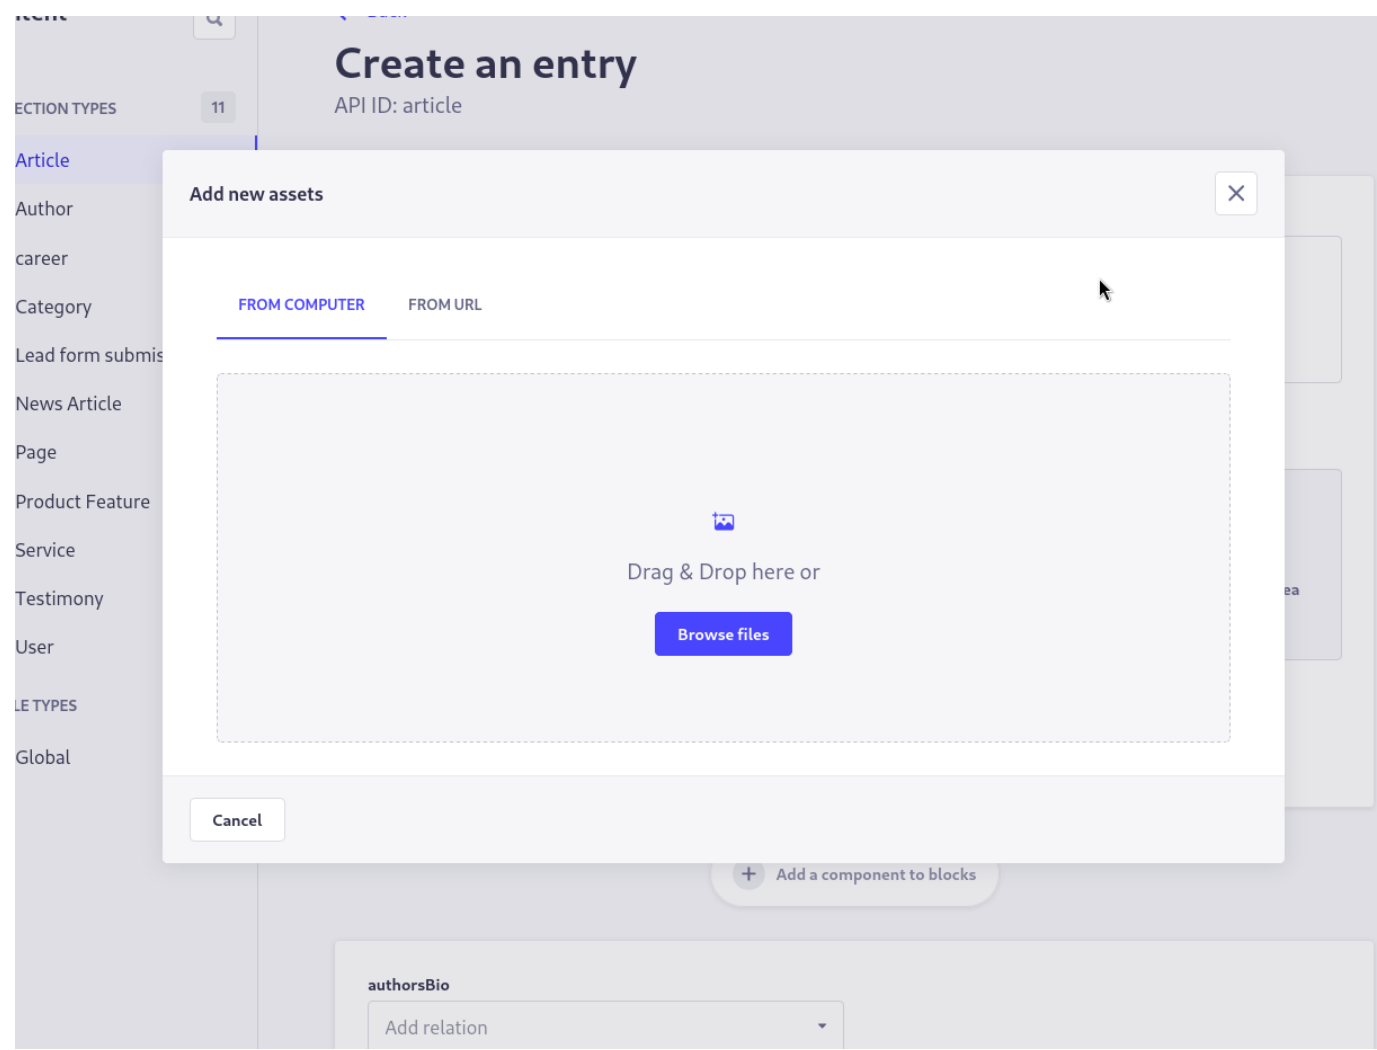 Create an entry
API ID: article
ECTION TYPES
11
Article
Author
career
Category
Lead form submis
News Article
Page
Product Feature
Service
Testimony
User
LE TYPES
Global
Add new assets
FROM COMPUTER
FROM URL
Drag & Drop here or
Browse files
Cancel
ea
Add a component to blocks
authorsBio
Add relation